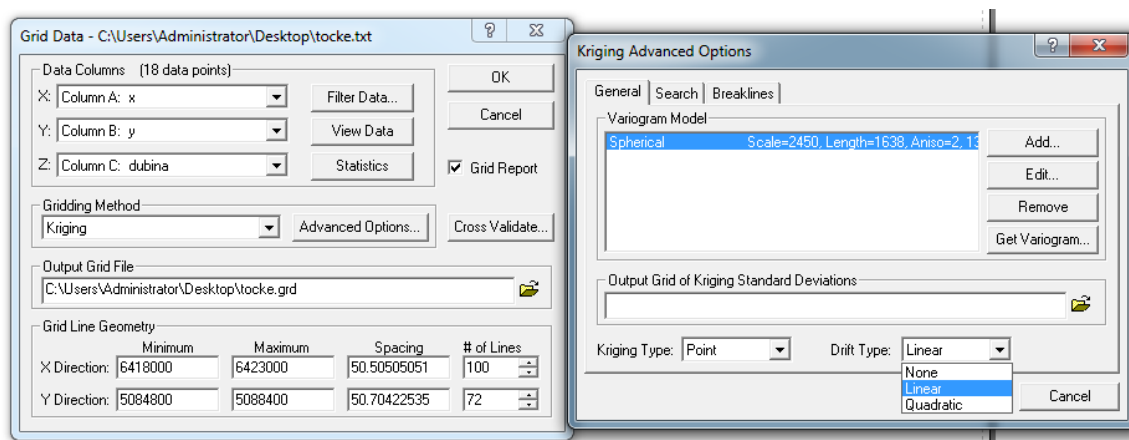 Grid Data - C:\Users\Administrator\Desktop\tocke.txt
Data Columns (18 data points)
X: Column A: x
Y: Column B: y
Z: Column C: dubina
Filter Data...
View Data
Statistics
OK
Cancel
Grid Report
Gridding Method
Kriging
Advanced Options...
Cross Validate...
Output Grid File
C:\Users\Administrator\Desktop\tocke.grd
Grid Line Geometry
Minimum Maximum Spacing # of Lines
X Direction: 6418000 6423000 50.50505051 100
Y Direction: 5084800 5088400 50.70422535 72
Kriging Advanced Options
General Search Breaklines
Variogram Model
Spherical Scale=2450, Length=1638, Aniso=2, 13
Add...
Edit...
Remove
Get Variogram...
Output Grid of Kriging Standard Deviations
Kriging Type: Point Drift Type: Linear
None
Linear
Quadratic
Cancel